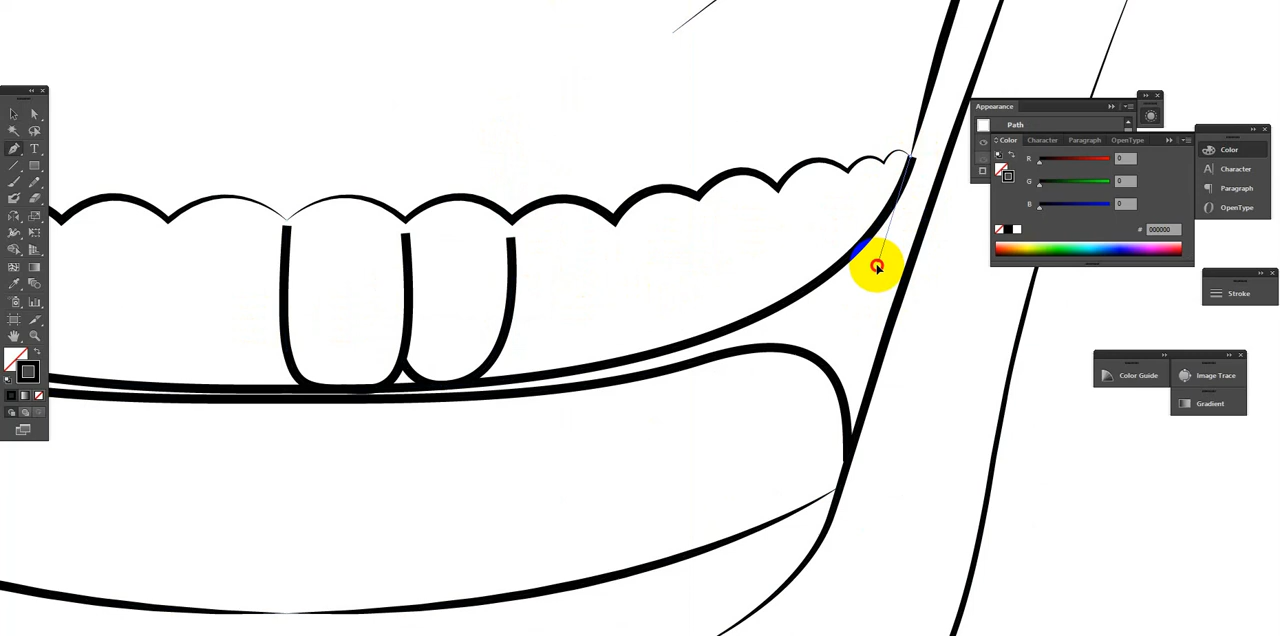 Appearance
Path
Color Character Paragraph OpenType
R 0
G 0
B 0
# 000000
Color
Character
Paragraph
OpenType
Stroke
Color Guide
Image Trace
Gradient